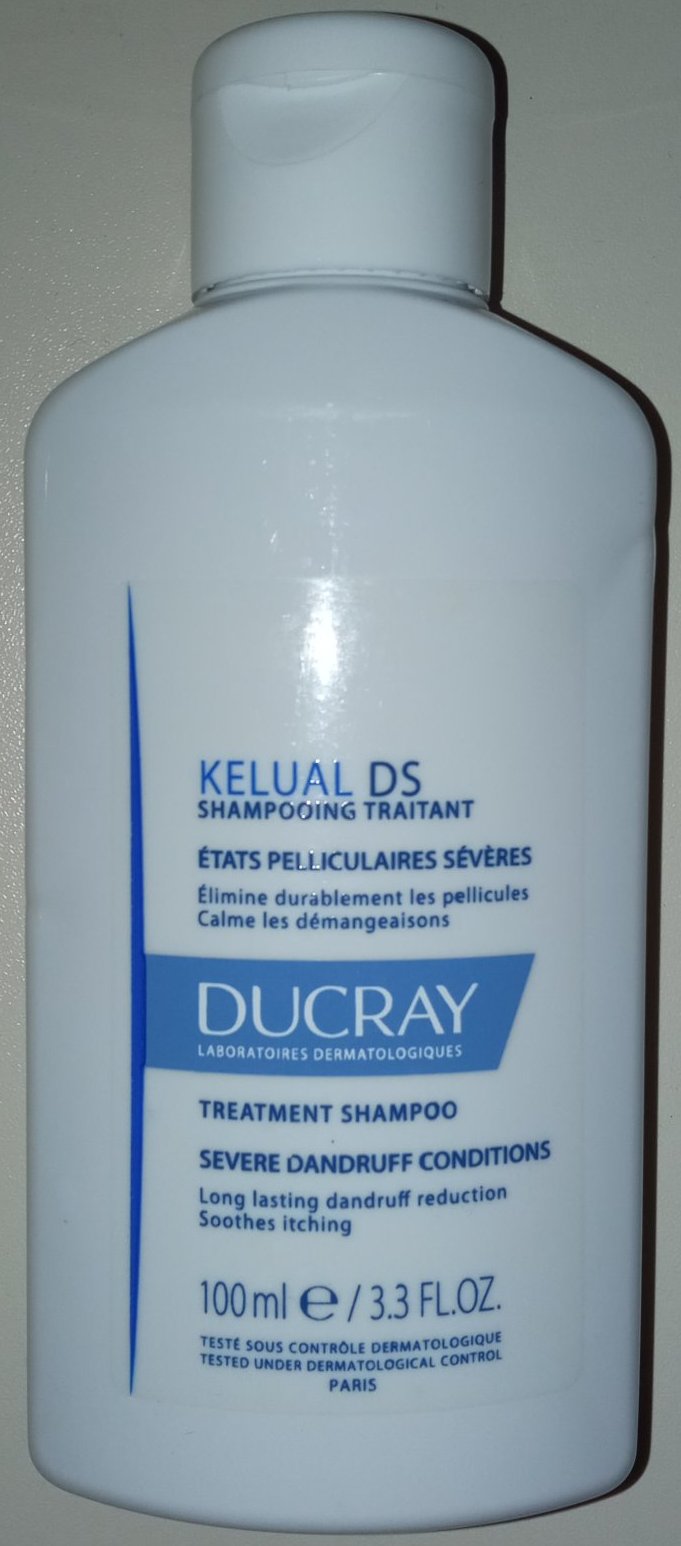 KELUAL DS
SHAMPOOING TRAITANT
ÉTATS PELLICULAIRES SÉVÈRES
Élimine durablement les pellicules
Calme les démangeaisons
DUCRAY
LABORATOIRES DERMATOLOGIQUES
TREATMENT SHAMPOO
SEVERE DANDRUFF CONDITIONS
Long lasting dandruff reduction
Soothes itching
100 ml ℮ / 3.3 FL.OZ.
TESTÉ SOUS CONTRÔLE DERMATOLOGIQUE
TESTED UNDER DERMATOLOGICAL CONTROL
PARIS